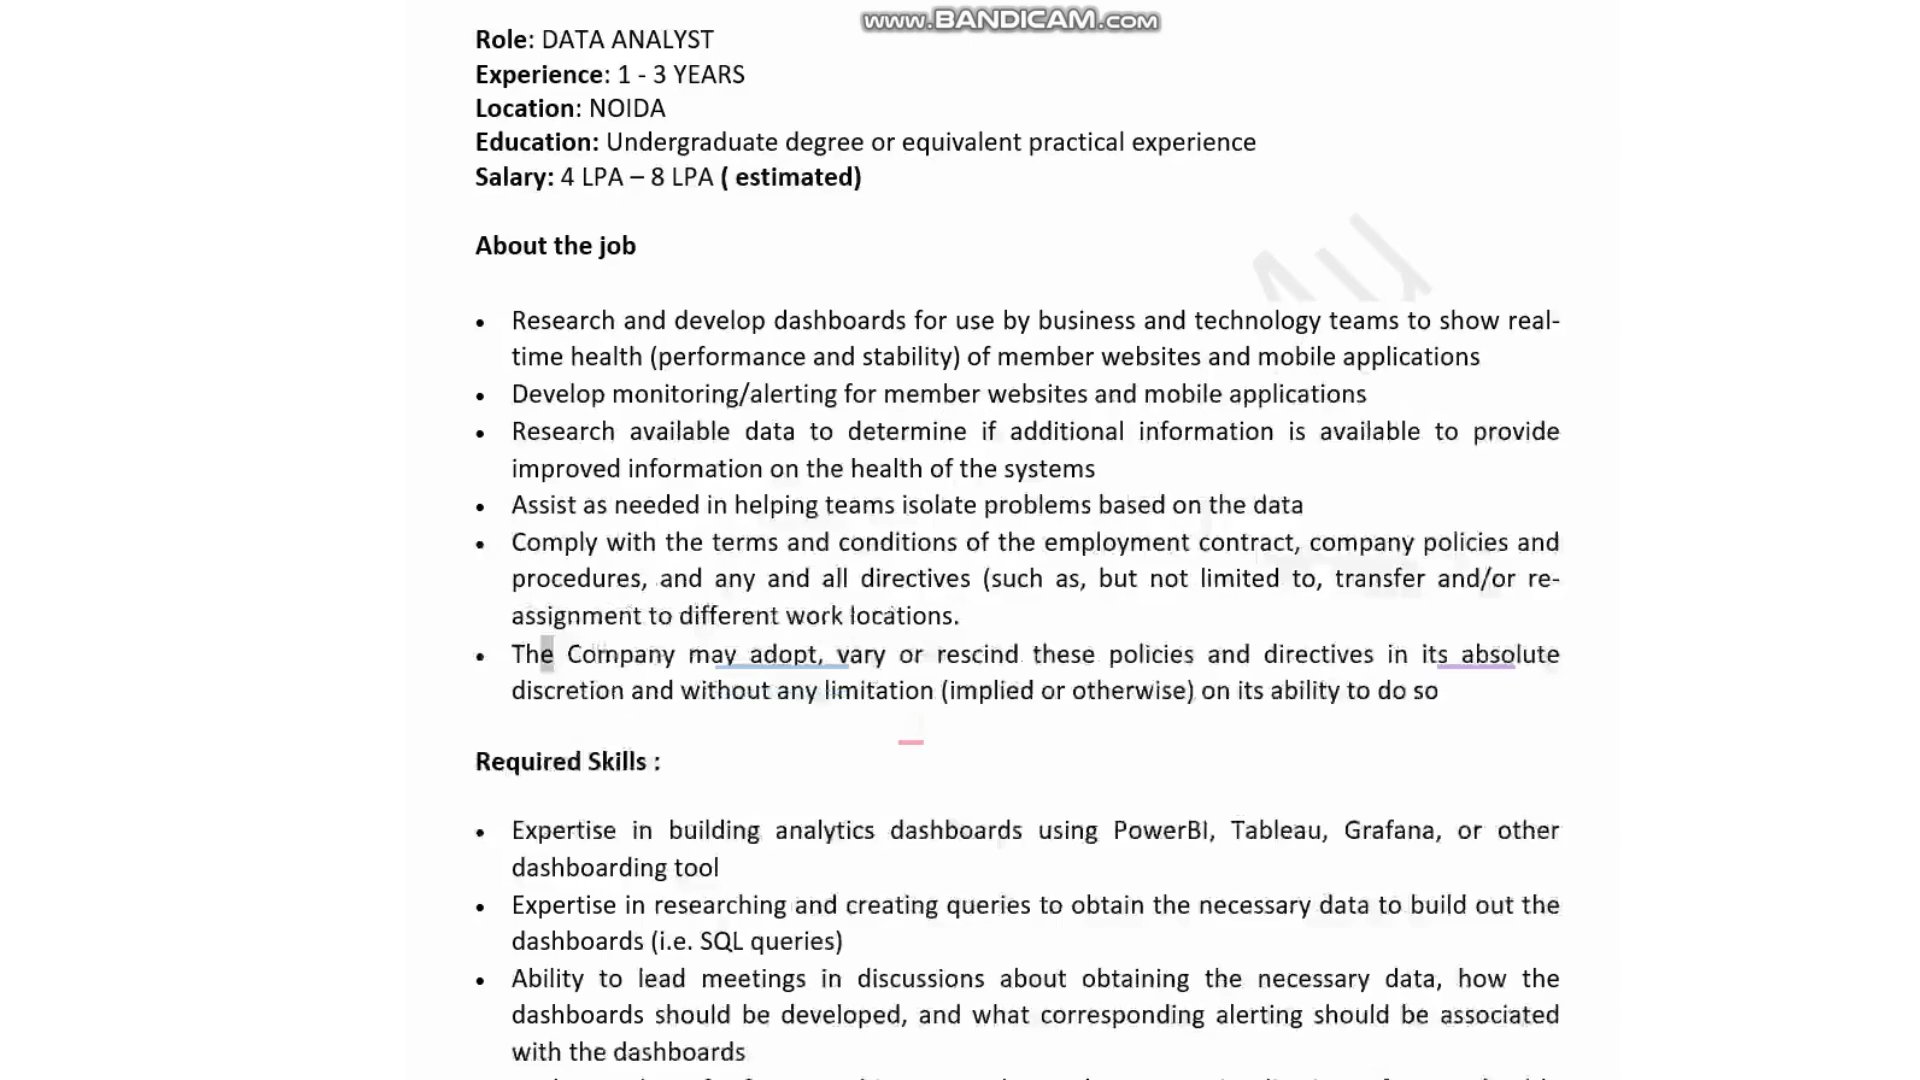 www.BANDICAM.com
Role: DATA ANALYST
Experience: 1 - 3 YEARS
Location: NOIDA
Education: Undergraduate degree or equivalent practical experience
Salary: 4 LPA – 8 LPA ( estimated)
About the job
• Research and develop dashboards for use by business and technology teams to show real-
time health (performance and stability) of member websites and mobile applications
• Develop monitoring/alerting for member websites and mobile applications
• Research available data to determine if additional information is available to provide
improved information on the health of the systems
• Assist as needed in helping teams isolate problems based on the data
• Comply with the terms and conditions of the employment contract, company policies and
procedures, and any and all directives (such as, but not limited to, transfer and/or re-
assignment to different work locations.
• The Company may adopt, vary or rescind these policies and directives in its absolute
discretion and without any limitation (implied or otherwise) on its ability to do so
Required Skills :
• Expertise in building analytics dashboards using PowerBI, Tableau, Grafana, or other
dashboarding tool
• Expertise in researching and creating queries to obtain the necessary data to build out the
dashboards (i.e. SQL queries)
• Ability to lead meetings in discussions about obtaining the necessary data, how the
dashboards should be developed, and what corresponding alerting should be associated
with the dashboards